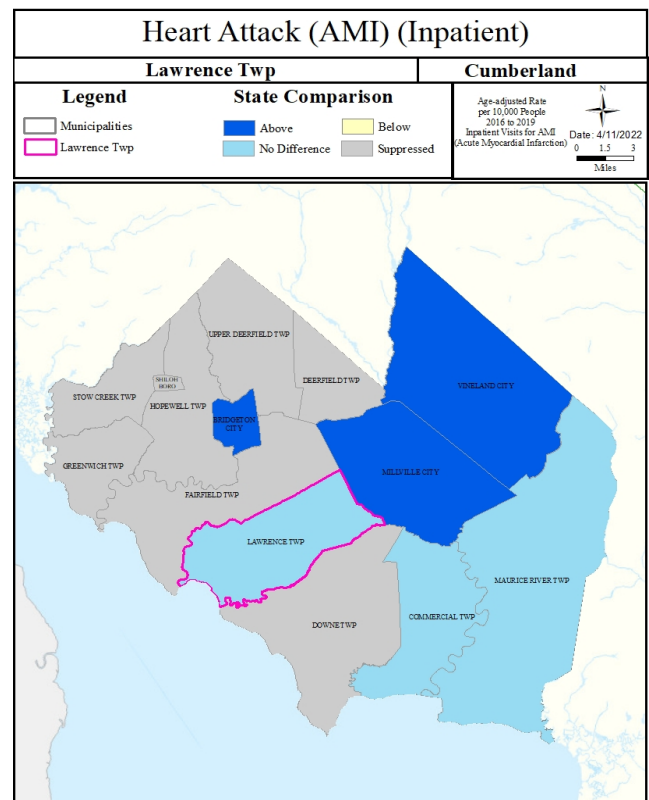 Heart Attack (AMI) (Inpatient)
Lawrence Twp
Cumberland
Legend
Municipalities
Lawrence Twp
State Comparison
Above
Below
No Difference
Suppressed
Age-adjusted Rate
per 10,000 People
2016 to 2019
Inpatient Visits for AMI
(Acute Myocardial Infarction)
N
Date: 4/11/2022
0 1.5 3
Miles
UPPER DEERFIELD TWP
DEERFIELD TWP
VINELAND CITY
SHILOH
BORO
STOW CREEK TWP
HOPEWELL TWP
BRIDGETON
CITY
GREENWICH TWP
MILLVILLE CITY
FAIRFIELD TWP
LAWRENCE TWP
MAURICE RIVER TWP
COMMERCIAL TWP
DOWNE TWP